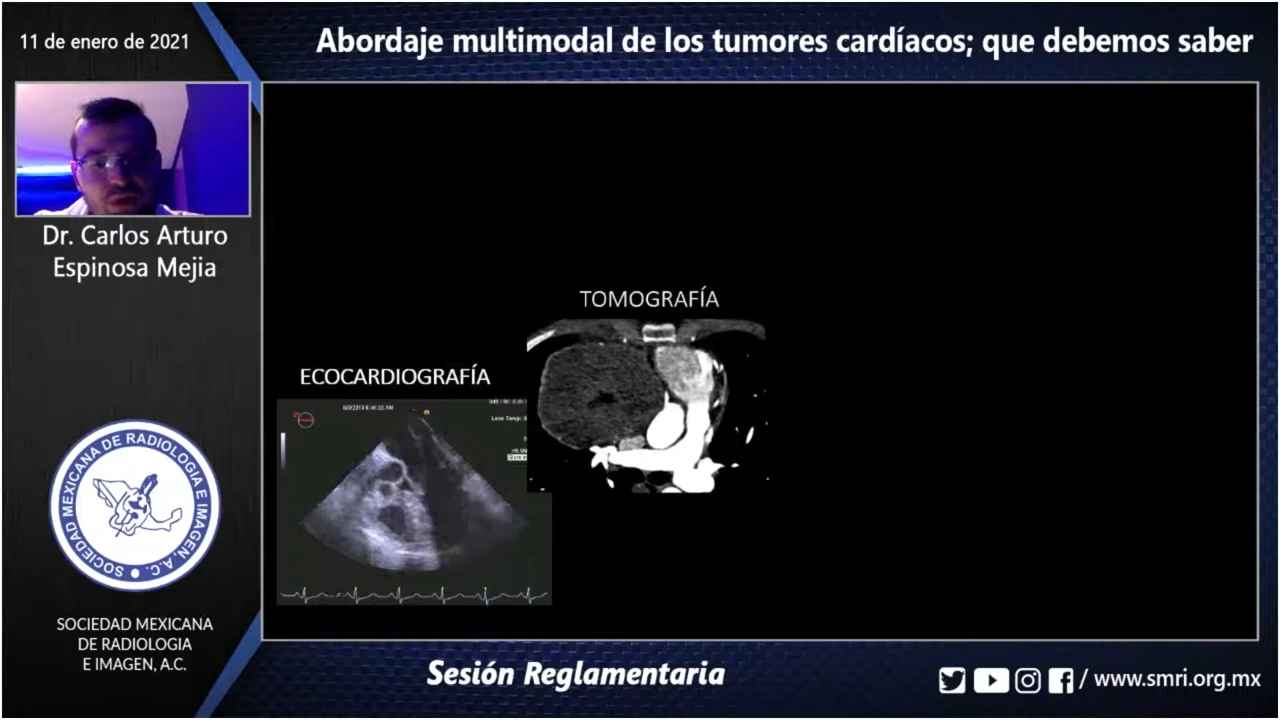 11 de enero de 2021
Abordaje multimodal de los tumores cardíacos; que debemos saber
Dr. Carlos Arturo
Espinosa Mejia
TOMOGRAFÍA
ECOCARDIOGRAFÍA
SOCIEDAD MEXICANA DE RADIOLOGIA E IMAGEN, A.C.
SOCIEDAD MEXICANA
DE RADIOLOGIA
E IMAGEN, A.C.
Sesión Reglamentaria
/ www.smri.org.mx